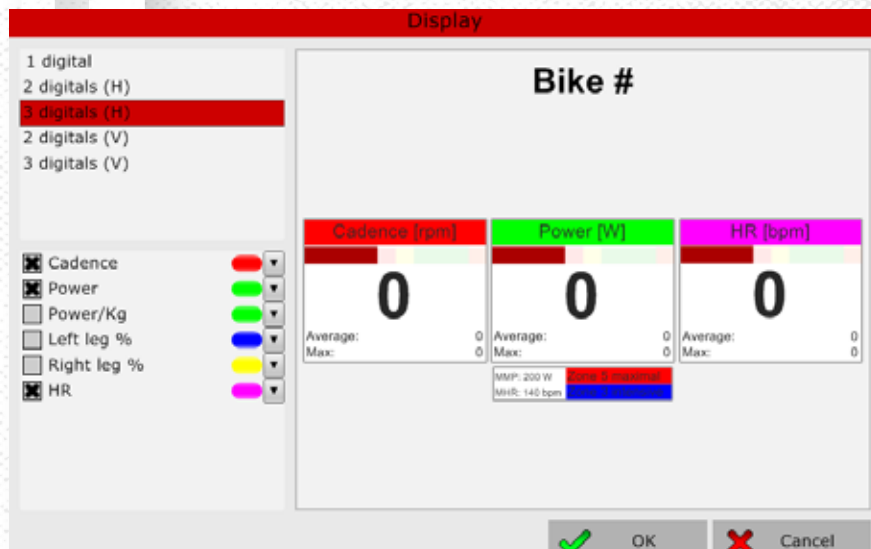 Display
1 digital
2 digitals (H)
3 digitals (H)
2 digitals (V)
3 digitals (V)
Cadence
Power
Power/Kg
Left leg %
Right leg %
HR
Bike #
Cadence [rpm]
0
Average: 0
Max: 0
Power [W]
0
Average: 0
Max: 0
HR [bpm]
0
Average: 0
Max: 0
MMP: 200 W Zone 5 maximal
MHR: 140 bpm
OK
Cancel